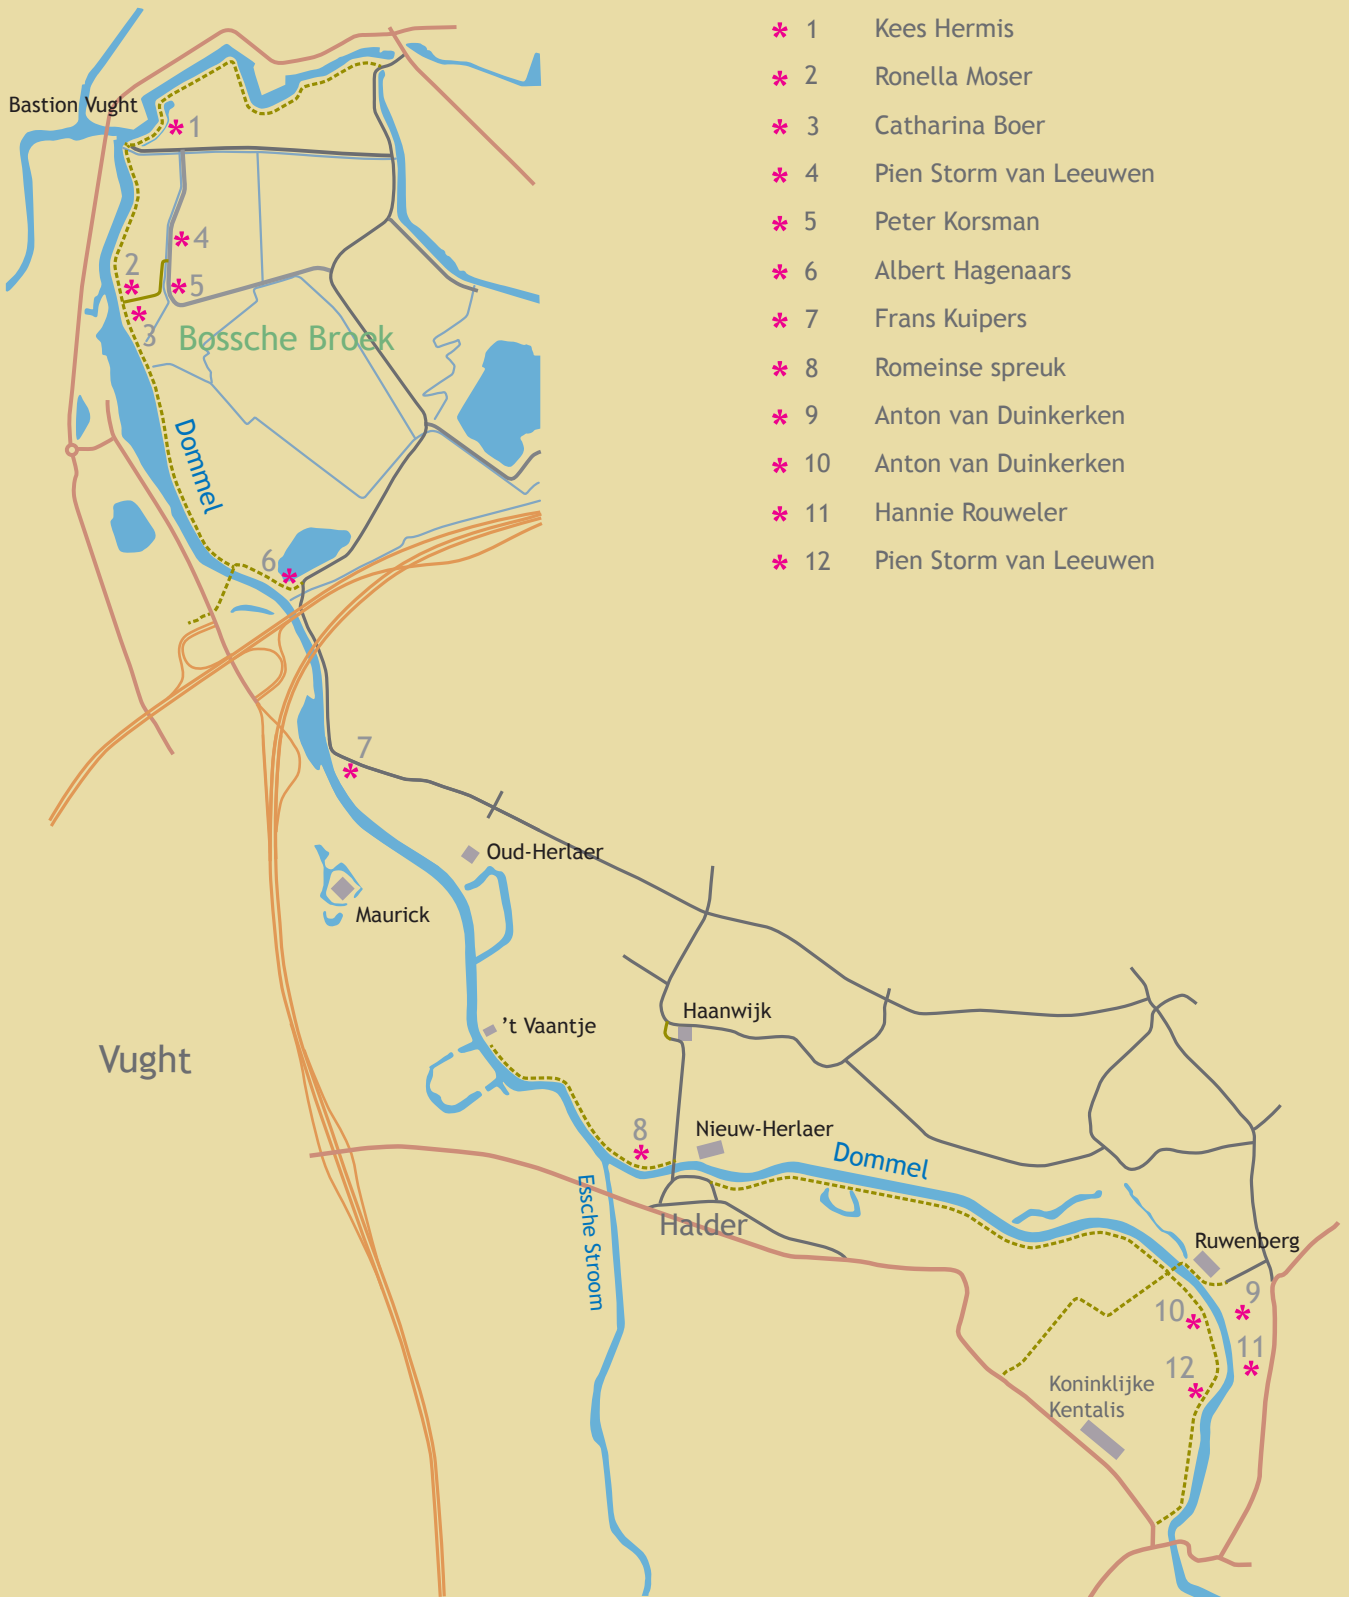 1 Kees Hermis
2 Ronella Moser
3 Catharina Boer
4 Pien Storm van Leeuwen
5 Peter Korsman
6 Albert Hagenaars
7 Frans Kuipers
8 Romeinse spreuk
9 Anton van Duinkerken
10 Anton van Duinkerken
11 Hannie Rouweler
12 Pien Storm van Leeuwen
Bastion Vught
1
4
2
5
3
Bossche Broek
Dommel
6
7
Oud-Herlaer
Maurick
Haanwijk
’t Vaantje
Vught
8
Nieuw-Herlaer
Dommel
Essche Stroom
Halder
Ruwenberg
9
10
11
12
Koninklijke
Kentalis